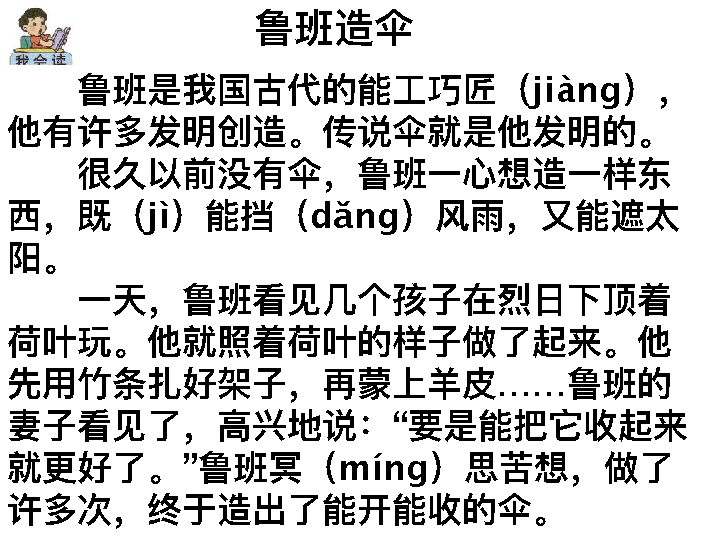 鲁班造伞
我会读
鲁班是我国古代的能工巧匠（jiàng），
他有许多发明创造。传说伞就是他发明的。
很久以前没有伞，鲁班一心想造一样东
西，既（jì）能挡（dǎng）风雨，又能遮太
阳。
一天，鲁班看见几个孩子在烈日下顶着
荷叶玩。他就照着荷叶的样子做了起来。他
先用竹条扎好架子，再蒙上羊皮……鲁班的
妻子看见了，高兴地说：“要是能把它收起来
就更好了。”鲁班冥（míng）思苦想，做了
许多次，终于造出了能开能收的伞。